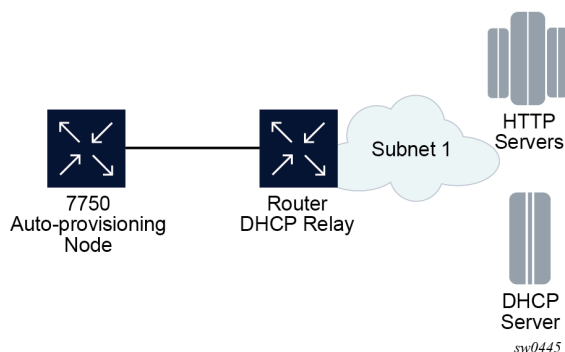 HTTP
Servers
Subnet 1
7750
Auto-provisioning
Node
Router
DHCP Relay
DHCP
Server
sw0445